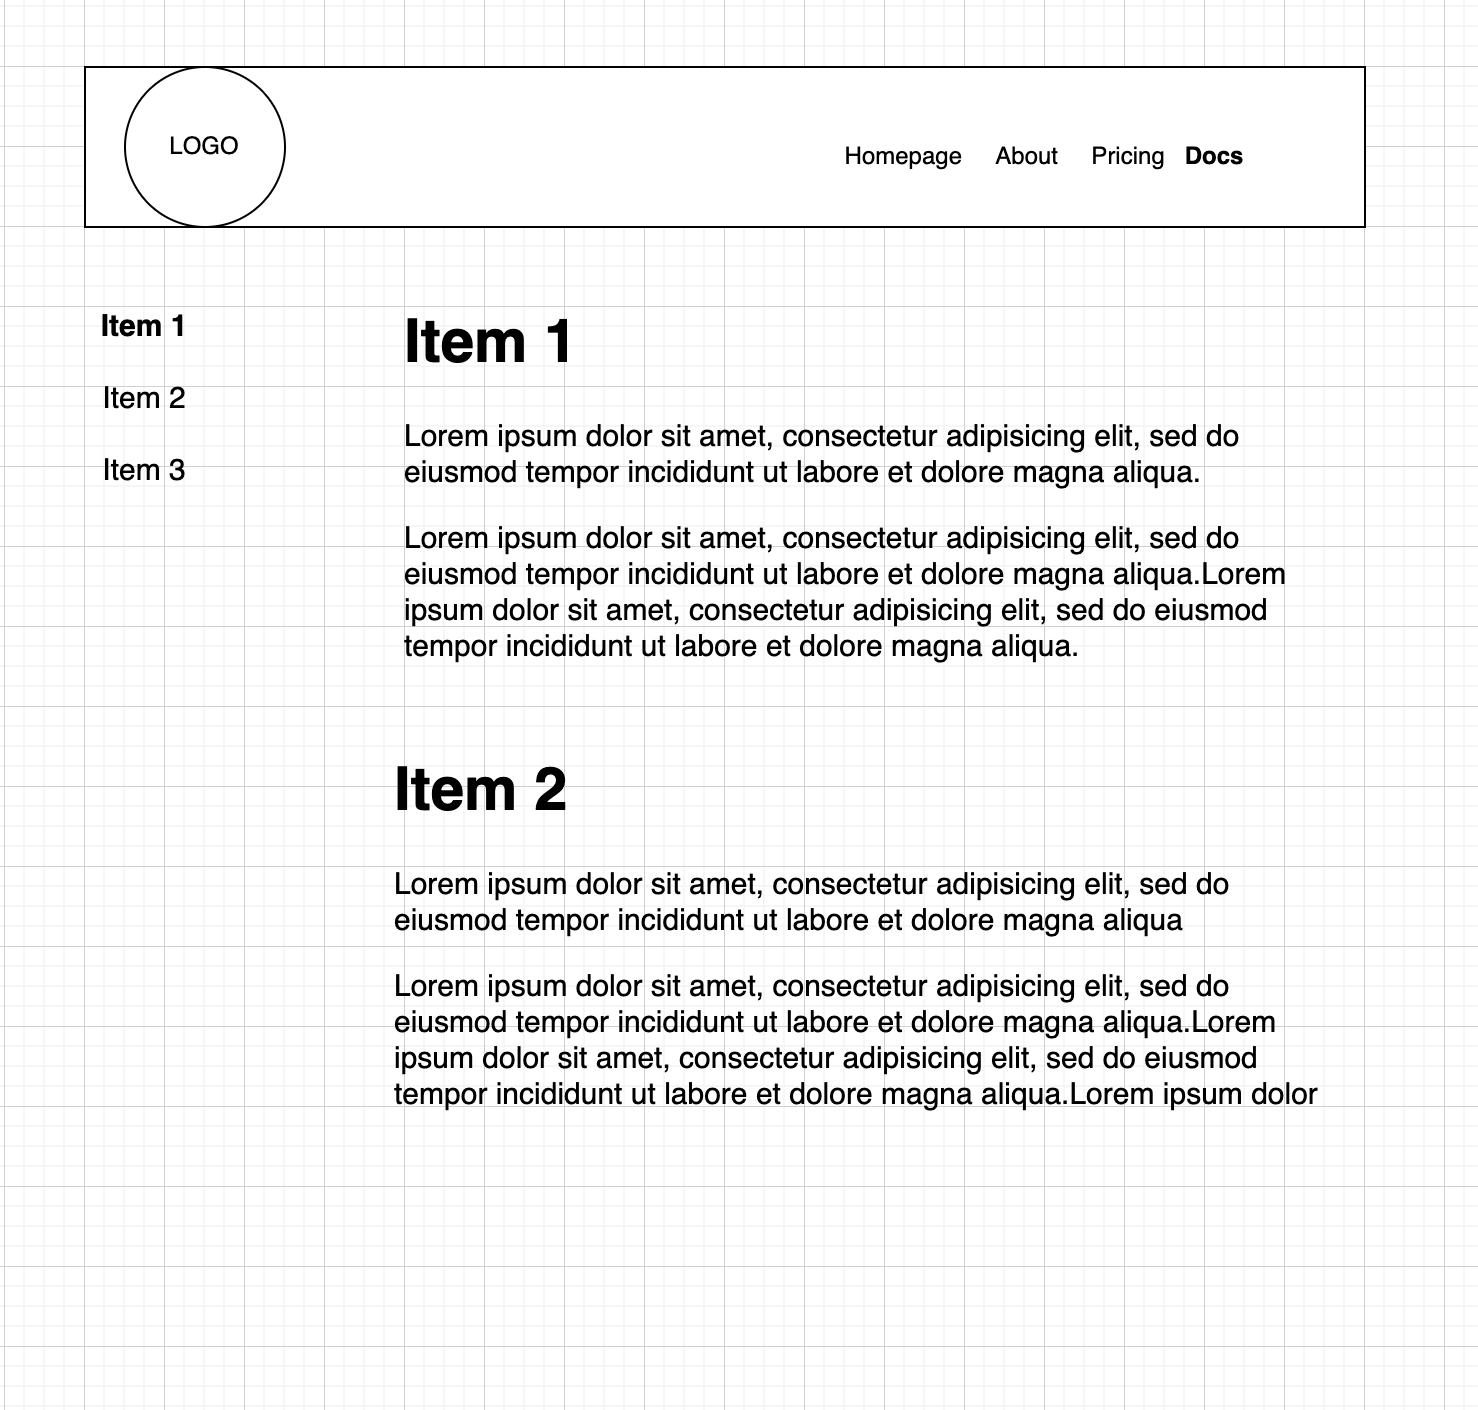 LOGO
Homepage About Pricing Docs
Item 1
Item 2
Item 3
Item 1
Lorem ipsum dolor sit amet, consectetur adipisicing elit, sed do
eiusmod tempor incididunt ut labore et dolore magna aliqua.
Lorem ipsum dolor sit amet, consectetur adipisicing elit, sed do
eiusmod tempor incididunt ut labore et dolore magna aliqua.Lorem
ipsum dolor sit amet, consectetur adipisicing elit, sed do eiusmod
tempor incididunt ut labore et dolore magna aliqua.
Item 2
Lorem ipsum dolor sit amet, consectetur adipisicing elit, sed do
eiusmod tempor incididunt ut labore et dolore magna aliqua
Lorem ipsum dolor sit amet, consectetur adipisicing elit, sed do
eiusmod tempor incididunt ut labore et dolore magna aliqua.Lorem
ipsum dolor sit amet, consectetur adipisicing elit, sed do eiusmod
tempor incididunt ut labore et dolore magna aliqua.Lorem ipsum dolor